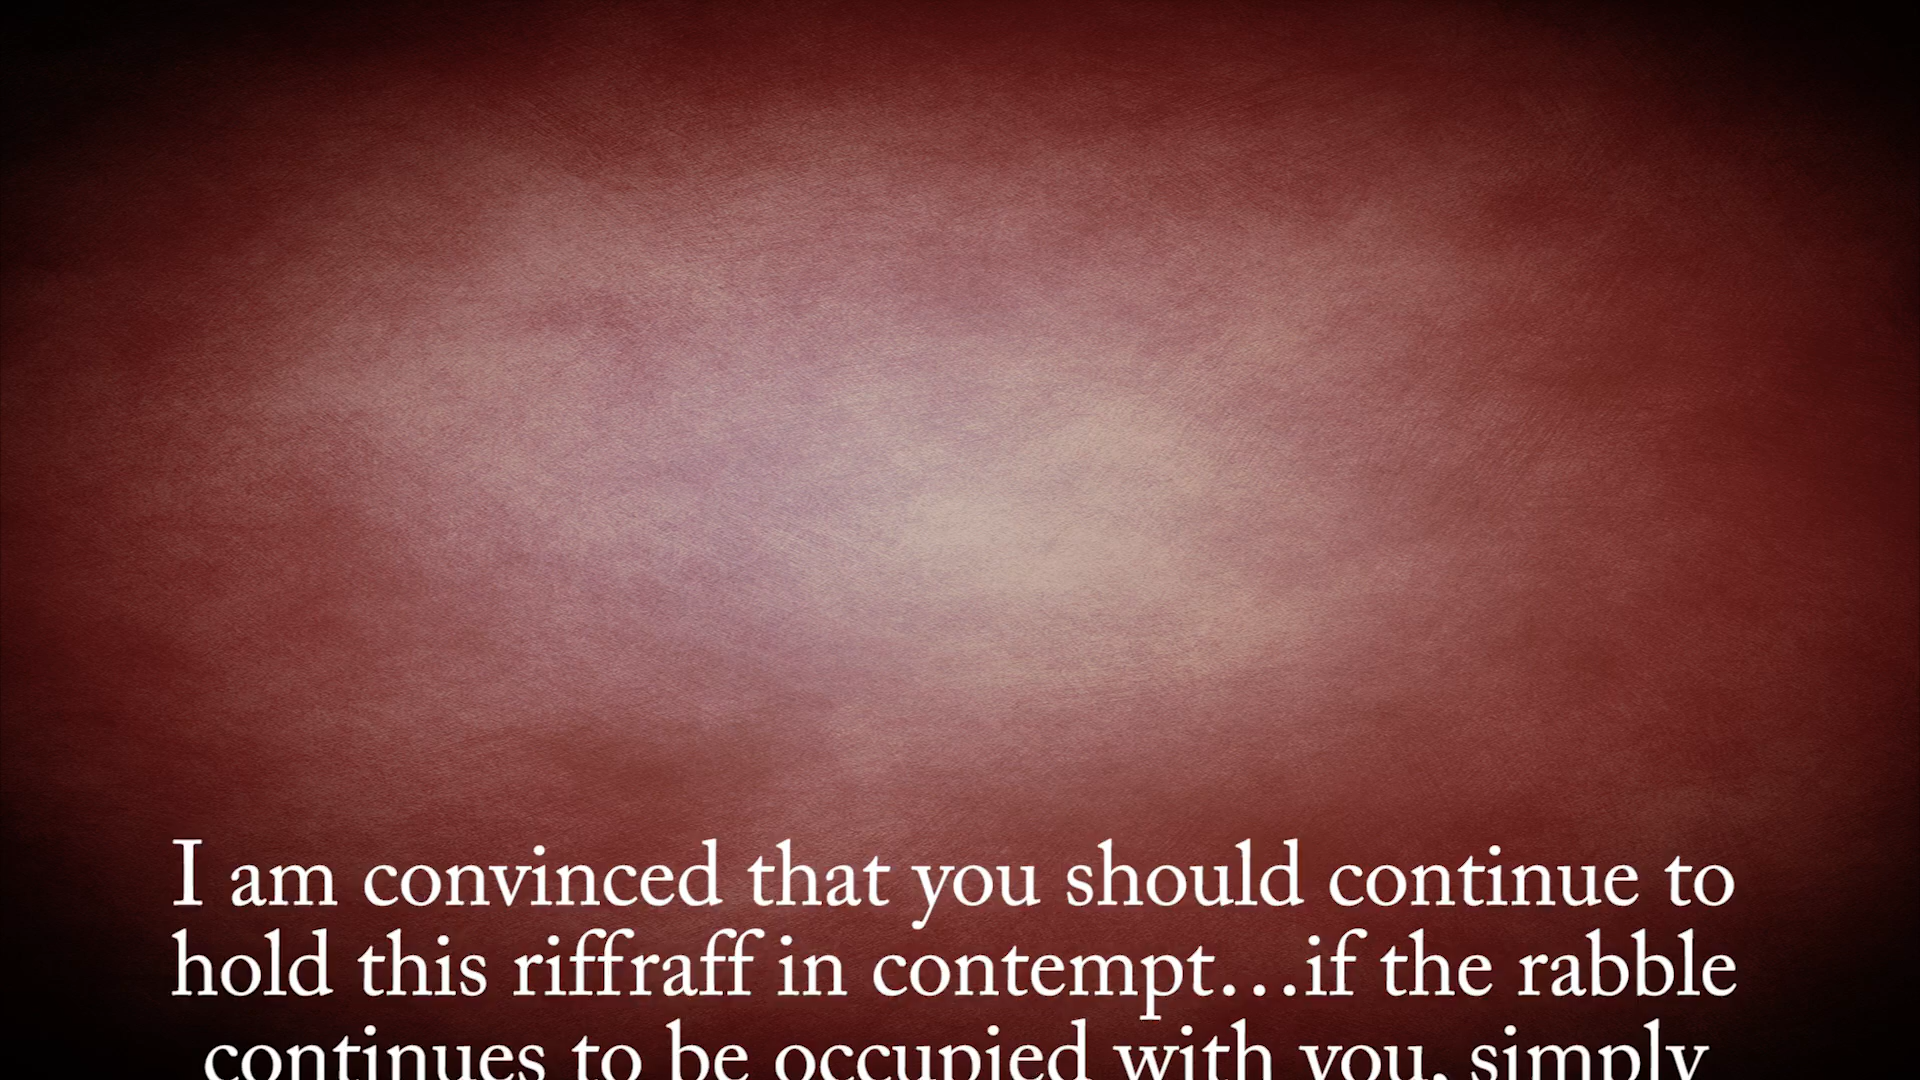 I am convinced that you should continue to
hold this riffraff in contempt…if the rabble
continues to be occupied with you, simply